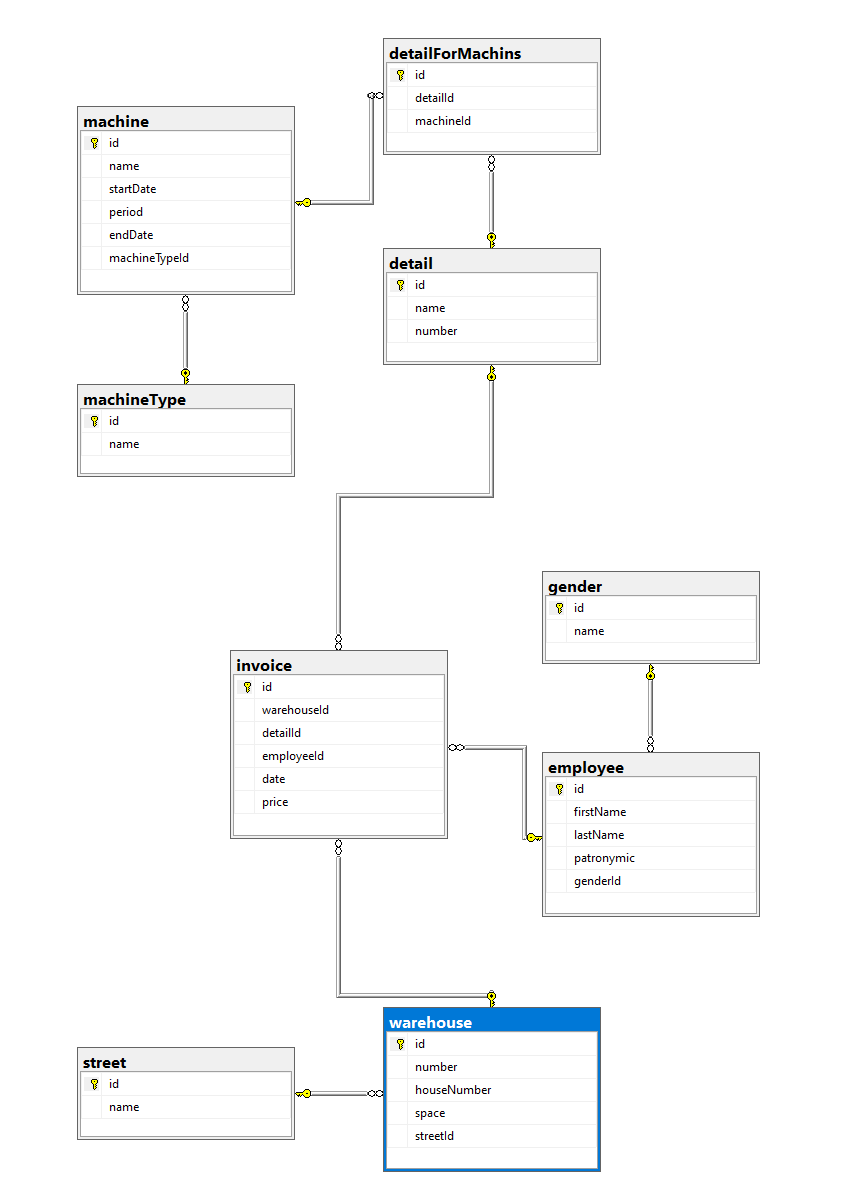 detailForMachins
id
detailId
machineId
machine
id
name
startDate
period
endDate
machineTypeId
detail
id
name
number
machineType
id
name
gender
id
name
invoice
id
warehouseId
detailId
employeeId
date
price
employee
id
firstName
lastName
patronymic
genderId
warehouse
id
number
houseNumber
space
streetId
street
id
name